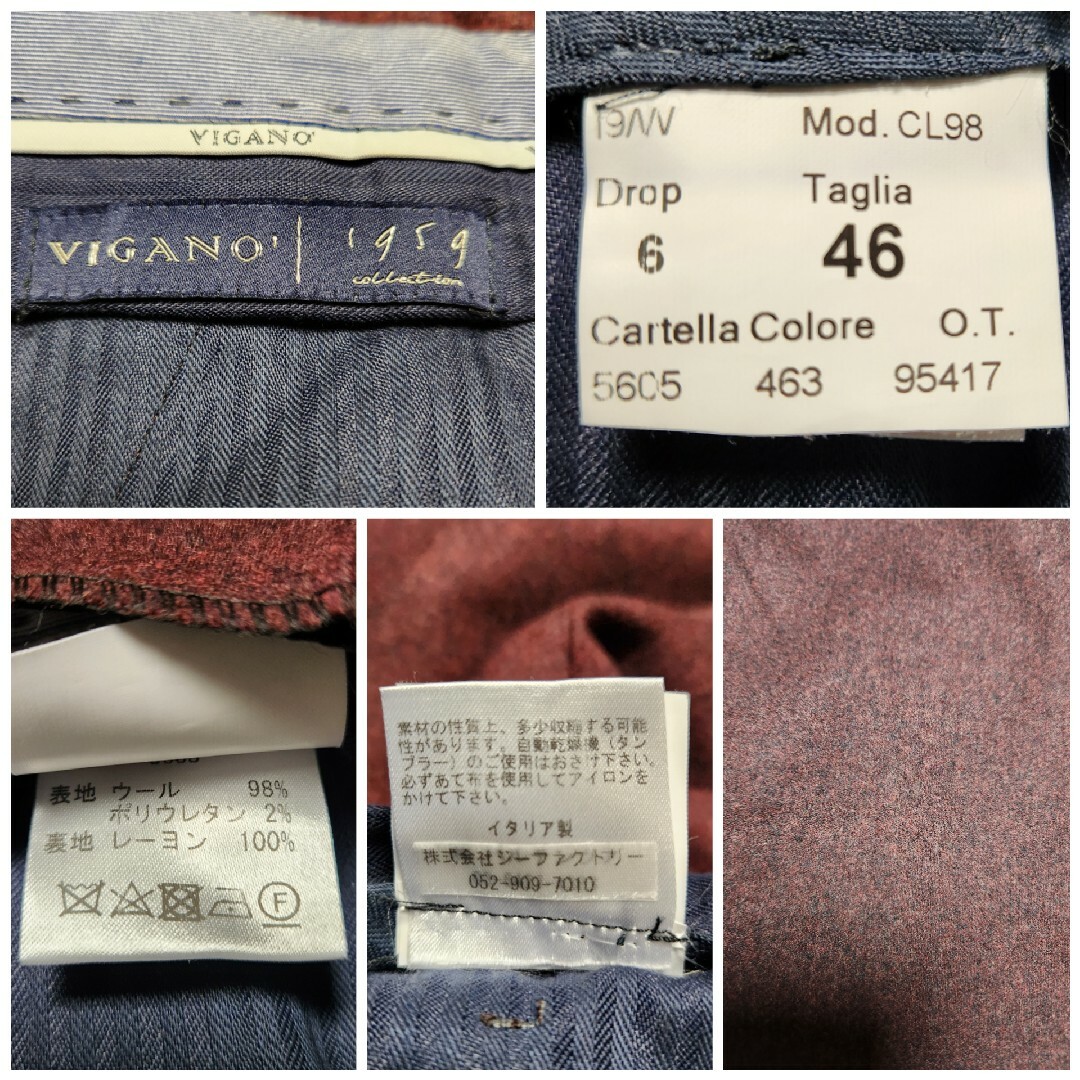 VIGANO'
VIGANO' | 1959
collection
19/W Mod. CL98
Drop Taglia
6 46
Cartella Colore O.T.
5605 463 95417
表地 ウール 98%
ポリウレタン 2%
裏地 レーヨン 100%
F
素材の性質上、多少収縮する可能
性があります。自動乾燥機（タン
ブラー）のご使用はおさけ下さい。
必ずあて布を使用してアイロンを
かけて下さい。
イタリア製
株式会社ジーファクトリー
052-909-7010